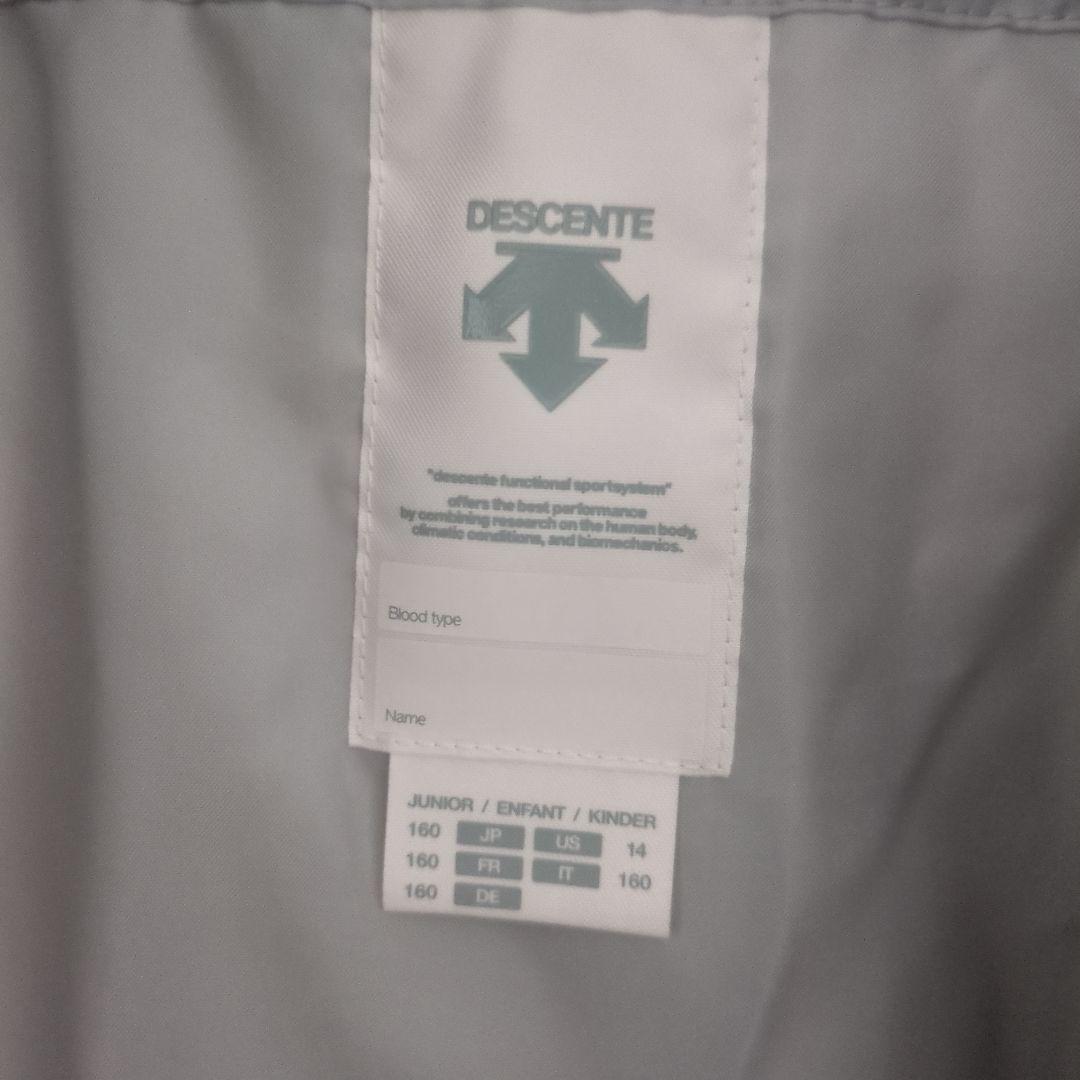 DESCENTE
"descente functional sportsystem"
offers the best performance
by combining research on the human body,
climatic conditions, and biomechanics.
Blood type
Name
JUNIOR / ENFANT / KINDER
160 JP US 14
160 FR IT 160
160 DE